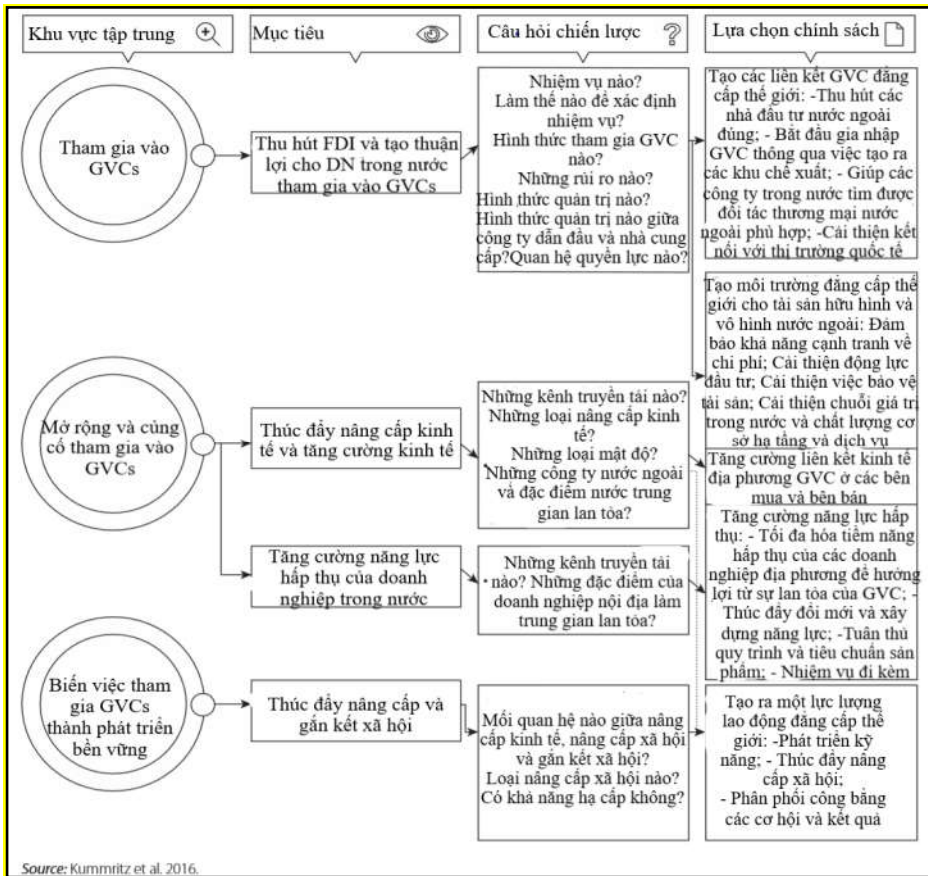 Khu vực tập trung
Mục tiêu
Câu hỏi chiến lược
Lựa chọn chính sách
Tham gia vào
GVCs
Thu hút FDI và tạo thuận
lợi cho DN trong nước
tham gia vào GVCs
Nhiệm vụ nào?
Làm thế nào để xác định
nhiệm vụ?
Hình thức tham gia GVC
nào?
Những rủi ro nào?
Hình thức quản trị nào?
Hình thức quản trị nào giữa
công ty dẫn đầu và nhà cung
cấp?Quan hệ quyền lực nào?
Tạo các liên kết GVC đẳng
cấp thế giới: -Thu hút các
nhà đầu tư nước ngoài
đúng; - Bắt đầu gia nhập
GVC thông qua việc tạo ra
các khu chế xuất; - Giúp các
công ty trong nước tìm được
đối tác thương mại nước
ngoài phù hợp; -Cải thiện kết
nối với thị trường quốc tế
Tạo môi trường đẳng cấp thế
giới cho tài sản hữu hình và
vô hình nước ngoài: Đảm
bảo khả năng cạnh tranh về
chi phí; Cải thiện động lực
đầu tư; Cải thiện việc bảo vệ
tài sản; Cải thiện chuỗi giá trị
trong nước và chất lượng cơ
sở hạ tầng và dịch vụ
Mở rộng và củng
cố tham gia vào
GVCs
Thúc đẩy nâng cấp kinh
tế và tăng cường kinh tế
Những kênh truyền tải nào?
Những loại nâng cấp kinh
tế?
Những loại mật độ?
Những công ty nước ngoài
và đặc điểm nước trung
gian lan tỏa?
Tăng cường liên kết kinh tế
địa phương GVC ở các bên
mua và bên bán
Tăng cường năng lực
hấp thụ của doanh
nghiệp trong nước
Những kênh truyền tải
nào? Những đặc điểm của
doanh nghiệp nội địa làm
trung gian lan tỏa?
Tăng cường năng lực hấp
thụ: - Tối đa hóa tiềm năng
hấp thụ của các doanh
nghiệp địa phương để hưởng
lợi từ sự lan tỏa của GVC; -
Thúc đẩy đổi mới và xây
dựng năng lực; -Tuân thủ
quy trình và tiêu chuẩn sản
phẩm; - Nhiệm vụ đi kèm
Biến việc tham
gia GVCs
thành phát triển
bền vững
Thúc đẩy nâng cấp và
gắn kết xã hội
Mối quan hệ nào giữa nâng
cấp kinh tế, nâng cấp xã hội
và gắn kết xã hội?
Loại nâng cấp xã hội nào?
Có khả năng hạ cấp không?
Tạo ra một lực lượng
lao động đẳng cấp thế
giới: -Phát triển kỹ
năng; - Thúc đẩy nâng
cấp xã hội;
- Phân phối công bằng
các cơ hội và kết quả
Source: Kummritz et al. 2016.